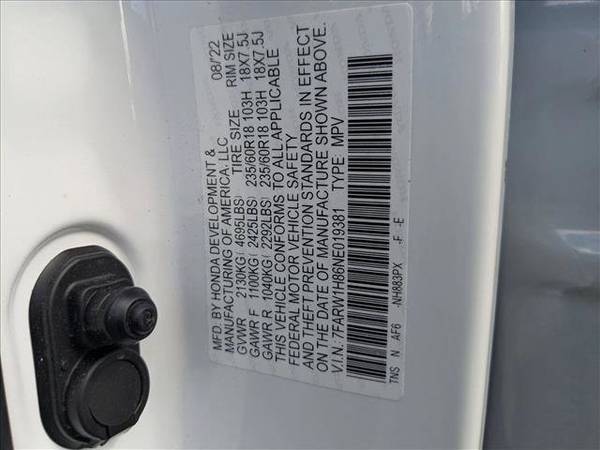 MFD. BY HONDA DEVELOPMENT & 08/'22
MANUFACTURING OF AMERICA, LLC
TIRE SIZE RIM SIZE
GVWR 2130KG( 4695LBS)
GAWR F 1100KG( 2425LBS) 235/60R18 103H 18X7.5J
GAWR R 1040KG( 2292LBS) 235/60R18 103H 18X7.5J
THIS VEHICLE CONFORMS TO ALL APPLICABLE
FEDERAL MOTOR VEHICLE SAFETY
AND THEFT PREVENTION STANDARDS IN EFFECT
ON THE DATE OF MANUFACTURE SHOWN ABOVE.
V.I.N.: 7FARW1H86NE019381 TYPE: MPV
TNS N AF6 -NH883PX -F -E